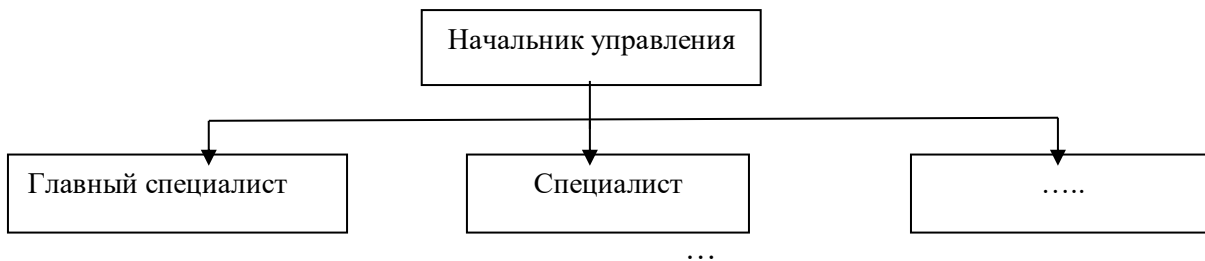 Начальник управления
Главный специалист
Специалист
…..
…